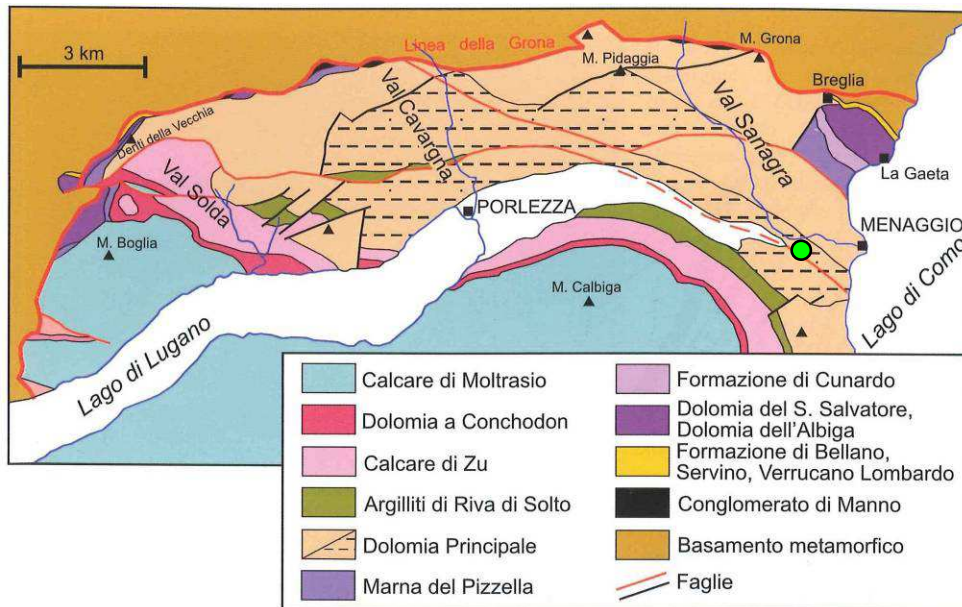 3 km
Linea della Grona
M. Pidaggia
M. Grona
Breglia
Val Cavargna
Val Sanagra
Denti della Vecchia
Val Solda
La Gaeta
PORLEZZA
MENAGGIO
M. Boglia
M. Calbiga
Lago di Lugano
Lago di Como
Calcare di Moltrasio
Dolomia a Conchodon
Calcare di Zu
Argilliti di Riva di Solto
Dolomia Principale
Marna del Pizzella
Formazione di Cunardo
Dolomia del S. Salvatore,
Dolomia dell'Albiga
Formazione di Bellano,
Servino, Verrucano Lombardo
Conglomerato di Manno
Basamento metamorfico
Faglie